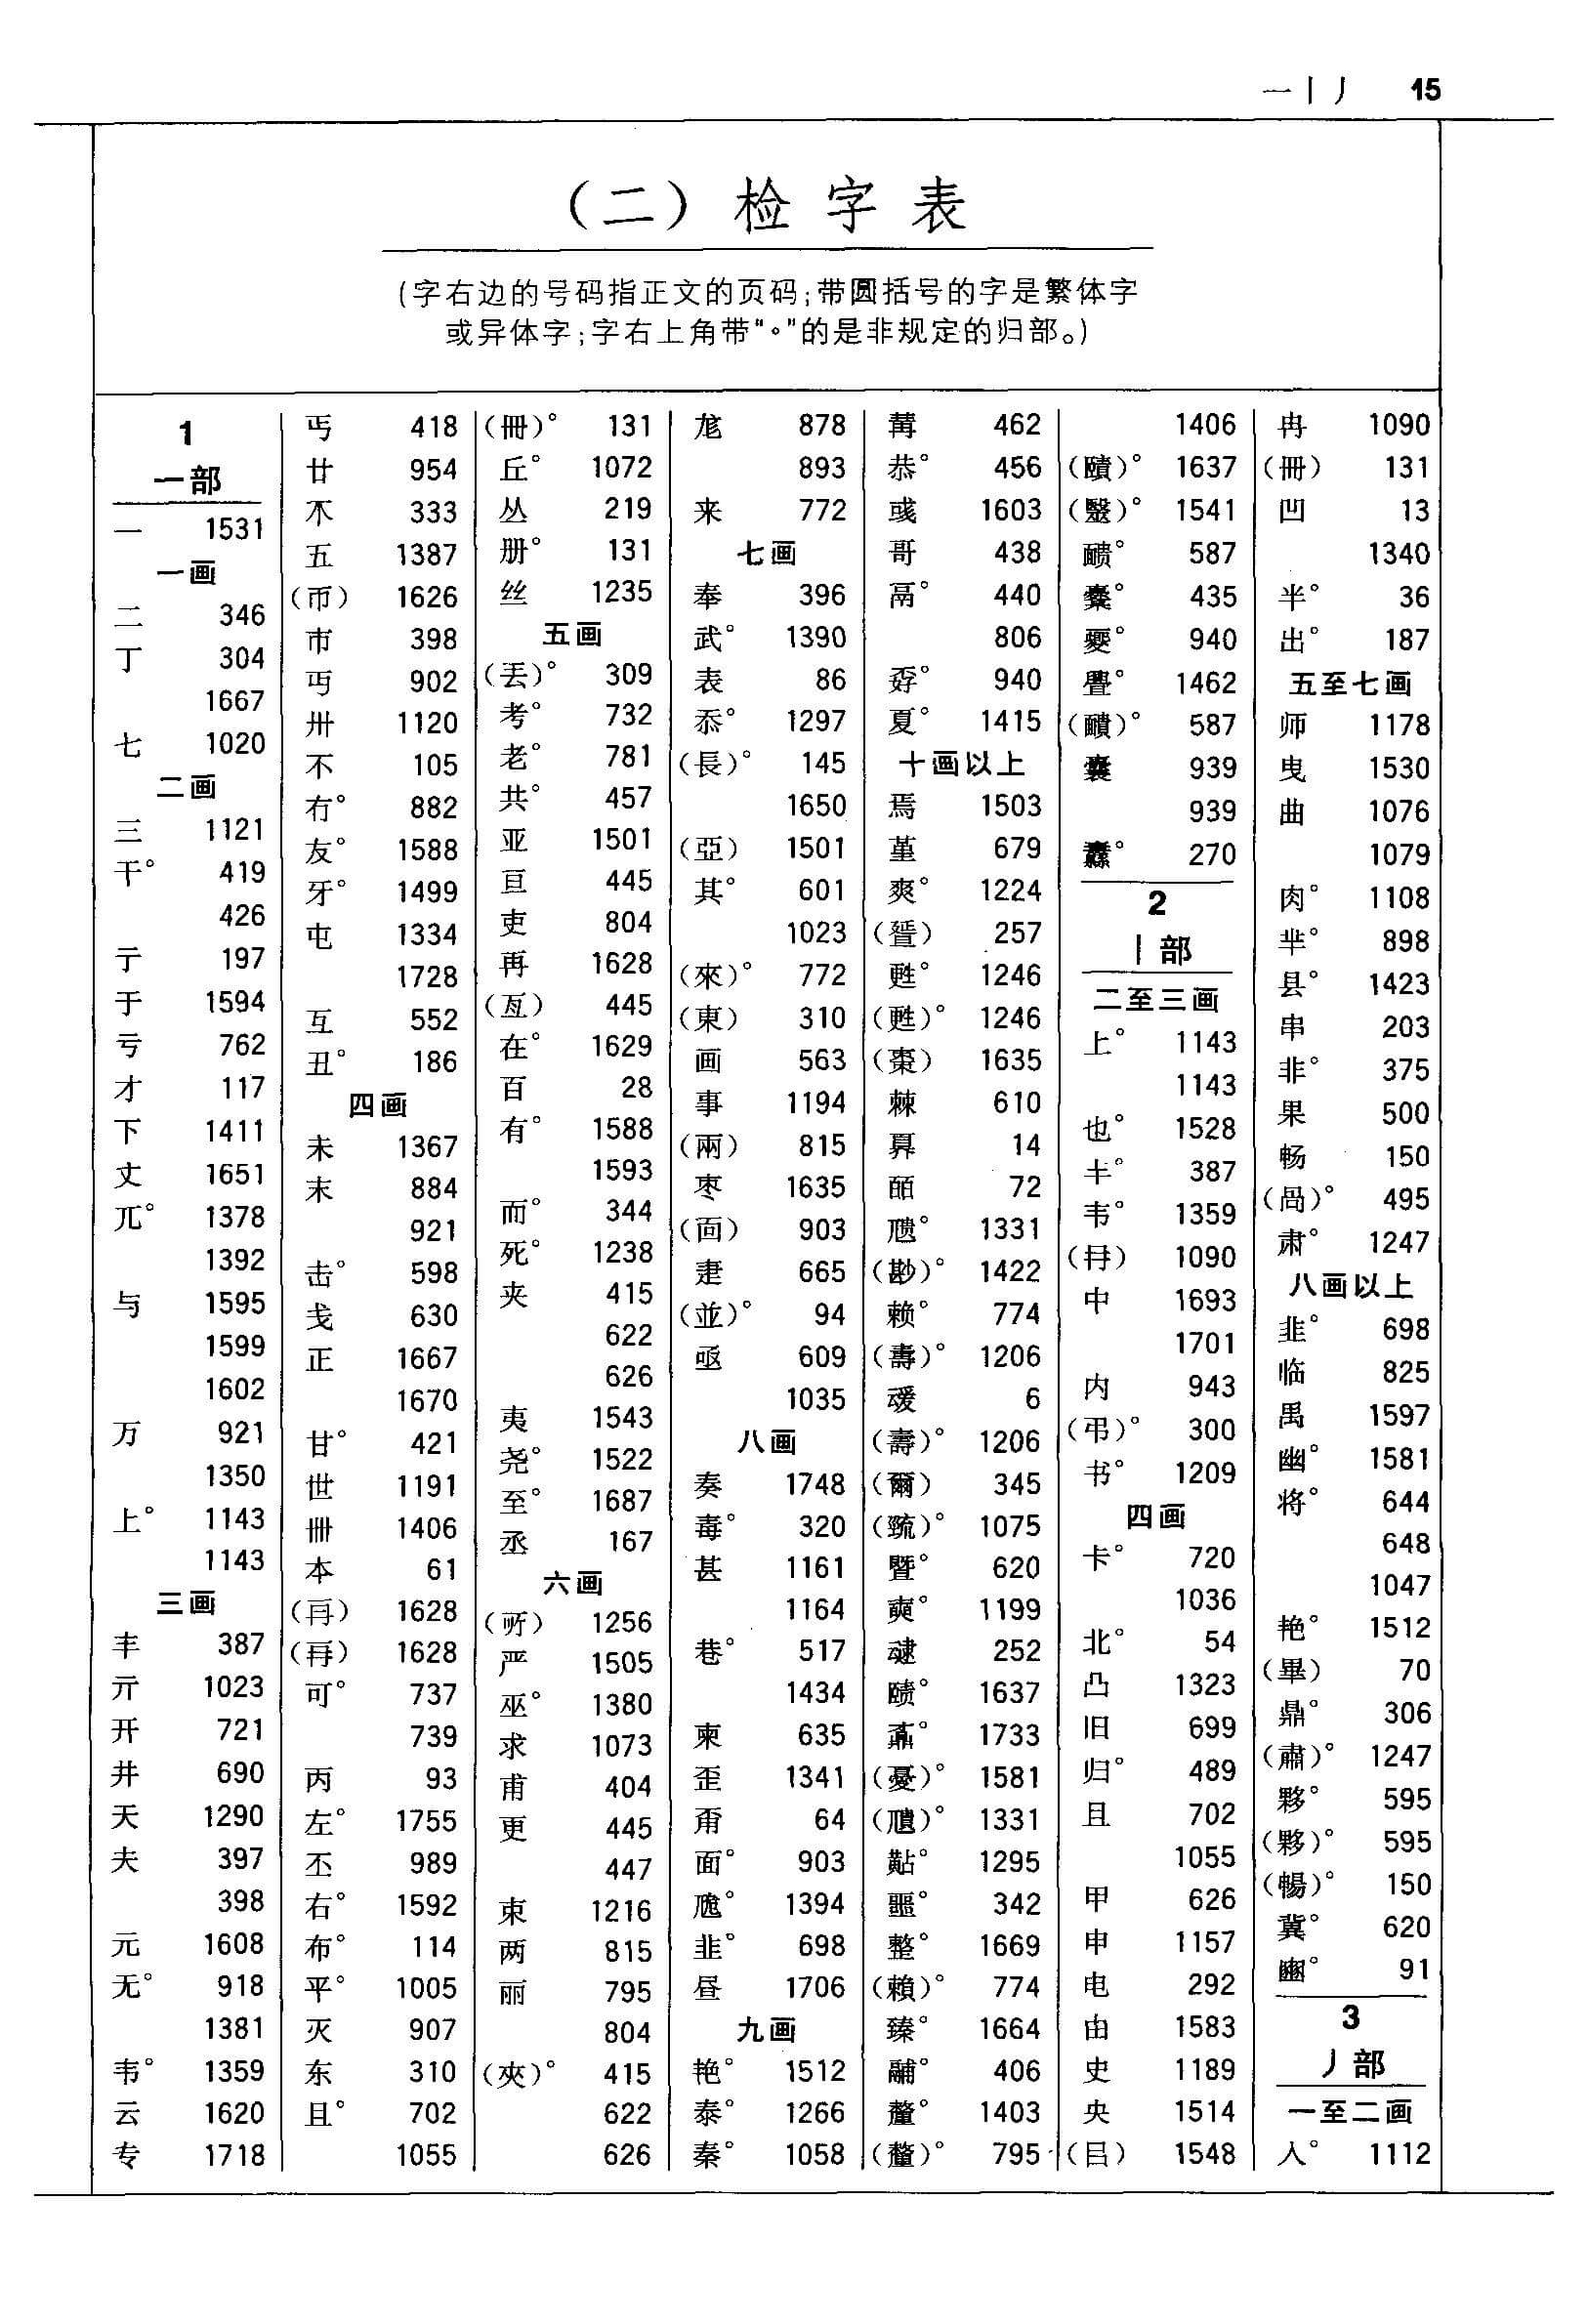 一丨丿 15
（二）检字表
（字右边的号码指正文的页码；带圆括号的字是繁体字
或异体字；字右上角带“°”的是非规定的归部。）
1
一部
一 1531
一画
二 346
丁 304
1667
七 1020
二画
三 1121
干° 419
426
亍 197
于 1594
亏 762
才 117
下 1411
丈 1651
兀° 1378
1392
与 1595
1599
1602
万 921
1350
上° 1143
1143
三画
丰 387
亓 1023
开 721
井 690
天 1290
夫 397
398
元 1608
无° 918
1381
韦° 1359
云 1620
专 1718
丐 418
廿 954
不 333
五 1387
（帀） 1626
巿 398
丏 902
卅 1120
不 105
冇° 882
友° 1588
牙° 1499
屯 1334
1728
互 552
丑° 186
四画
未 1367
末 884
921
击° 598
戋 630
正 1667
1670
甘° 421
世 1191
卌 1406
本 61
（再） 1628
（再） 1628
可° 737
739
丙 93
左° 1755
丕 989
右° 1592
布° 114
平° 1005
灭 907
东 310
且° 702
1055
（冊）° 131
丘° 1072
丛 219
册° 131
丝 1235
五画
（丟）° 309
考° 732
老° 781
共° 457
亚 1501
亘 445
吏 804
再 1628
（亙） 445
在° 1629
百 28
有° 1588
1593
而° 344
死° 1238
夹 415
622
626
夷 1543
尧° 1522
至° 1687
丞 167
六画
（所） 1256
严 1505
巫° 1380
求 1073
甫 404
更 445
447
束 1216
两 815
丽 795
804
（夾）° 415
622
626
尨 878
893
来 772
七画
奉 396
武° 1390
表 86
忝° 1297
（長）° 145
1650
（亞） 1501
其° 601
1023
（來）° 772
（東） 310
画 563
事 1194
（兩） 815
枣 1635
（面） 903
疌 665
（並）° 94
亟 609
1035
八画
奏 1748
毒° 320
甚 1161
1164
巷° 517
1434
柬 635
歪 1341
甭 64
面° 903
虺° 1394
韭° 698
昼 1706
九画
艳° 1512
泰° 1266
秦° 1058
冓 462
恭° 456
彧 1603
哥 438
鬲° 440
806
孬° 940
夏° 1415
十画以上
焉 1503
堇 679
爽° 1224
257
甦° 1246
（甦）° 1246
（棗） 1635
棘 610
奡 14
皕 72
1331
（尠）° 1422
赖° 774
（壽）° 1206
叆 6
（壽）° 1206
（爾） 345
1075
暨° 620
奭° 1199
叇 252
赜° 1637
鼒° 1733
（憂）° 1581
1331
黇° 1295
噩° 342
整° 1669
（賴）° 774
臻° 1664
黼° 406
釐° 1403
（釐）° 795
1406
（賾）° 1637
（鷖）° 1541
587
櫜° 435
夒° 940
舋° 1462
587
囊 939
939
纛° 270
2
丨部
二至三画
上° 1143
1143
也° 1528
丰° 387
韦° 1359
（冉） 1090
中 1693
1701
内 943
（弔）° 300
书° 1209
四画
卡° 720
1036
北° 54
凸 1323
旧 699
归° 489
且 702
1055
甲 626
申 1157
电 292
由 1583
史 1189
央 1514
（㠯） 1548
冉 1090
（冊） 131
凹 13
1340
半° 36
出° 187
五至七画
师 1178
曳 1530
曲 1076
1079
肉° 1108
芈° 898
县° 1423
串 203
非° 375
果 500
畅 150
（咼）° 495
肃° 1247
八画以上
韭° 698
临 825
禺 1597
幽° 1581
将° 644
648
1047
艳° 1512
（畢） 70
鼎° 306
（肅）° 1247
夥° 595
（夥）° 595
（暢）° 150
冀° 620
豳° 91
3
丿部
一至二画
入° 1112